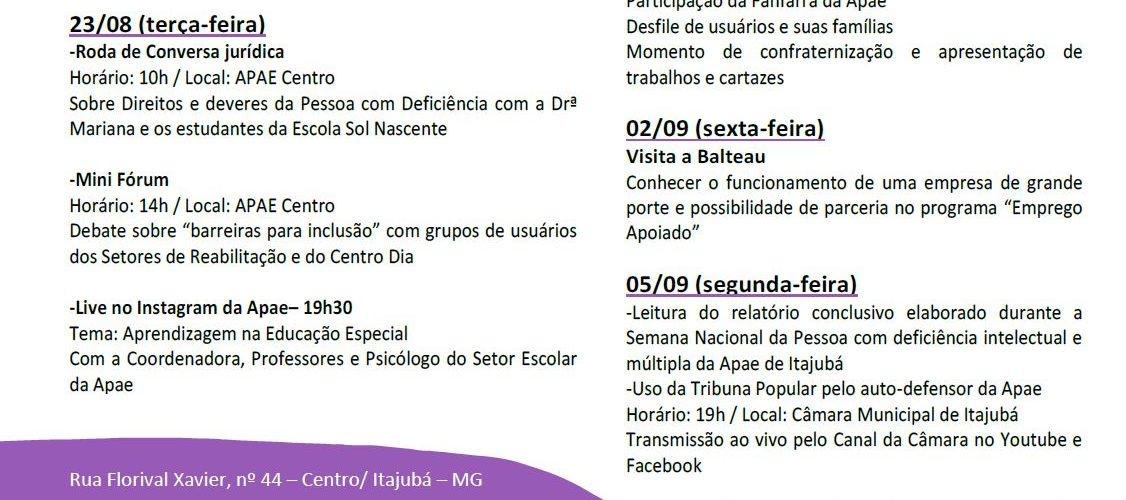 23/08 (terça-feira)
-Roda de Conversa jurídica
Horário: 10h / Local: APAE Centro
Sobre Direitos e deveres da Pessoa com Deficiência com a Drª
Mariana e os estudantes da Escola Sol Nascente
-Mini Fórum
Horário: 14h / Local: APAE Centro
Debate sobre “barreiras para inclusão” com grupos de usuários
dos Setores de Reabilitação e do Centro Dia
-Live no Instagram da Apae– 19h30
Tema: Aprendizagem na Educação Especial
Com a Coordenadora, Professores e Psicólogo do Setor Escolar
da Apae
Rua Florival Xavier, nº 44 – Centro/ Itajubá – MG
Participação da Fanfarra da Apae
Desfile de usuários e suas famílias
Momento de confraternização e apresentação de
trabalhos e cartazes
02/09 (sexta-feira)
Visita a Balteau
Conhecer o funcionamento de uma empresa de grande
porte e possibilidade de parceria no programa “Emprego
Apoiado”
05/09 (segunda-feira)
-Leitura do relatório conclusivo elaborado durante a
Semana Nacional da Pessoa com deficiência intelectual e
múltipla da Apae de Itajubá
-Uso da Tribuna Popular pelo auto-defensor da Apae
Horário: 19h / Local: Câmara Municipal de Itajubá
Transmissão ao vivo pelo Canal da Câmara no Youtube e
Facebook